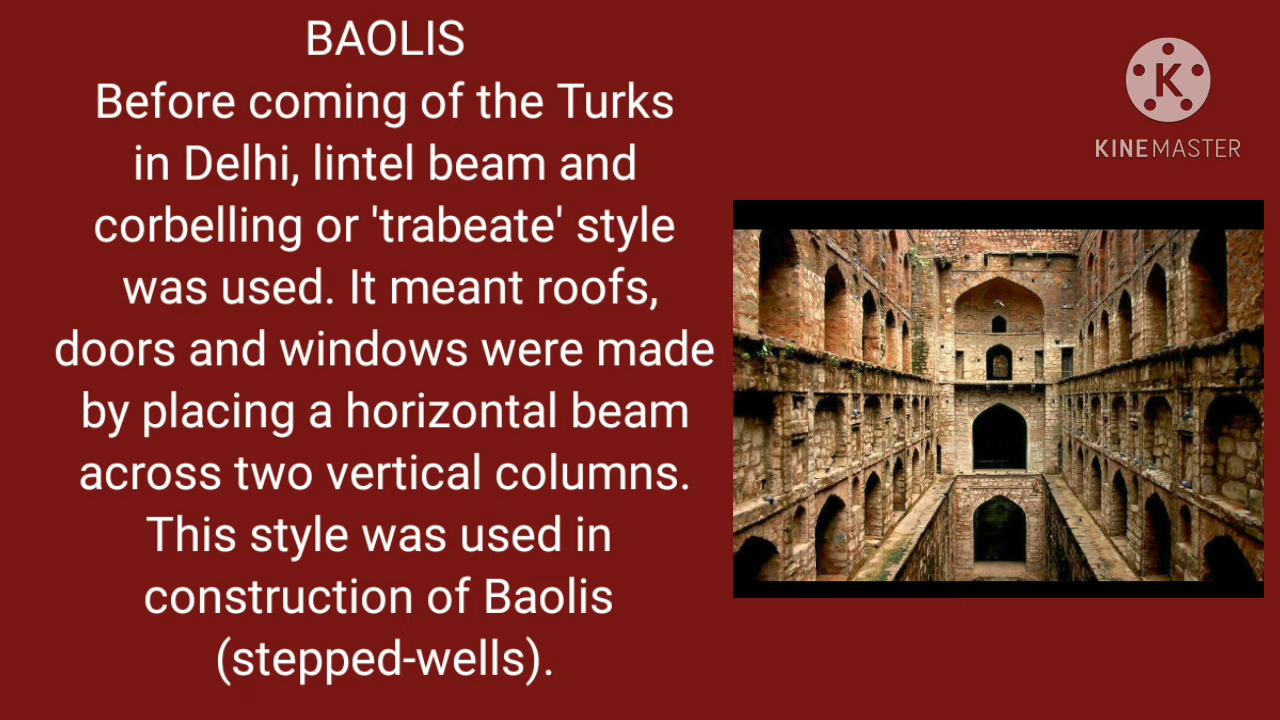 BAOLIS
Before coming of the Turks
in Delhi, lintel beam and
corbelling or 'trabeate' style
was used. It meant roofs,
doors and windows were made
by placing a horizontal beam
across two vertical columns.
This style was used in
construction of Baolis
(stepped-wells).
K
KINEMASTER